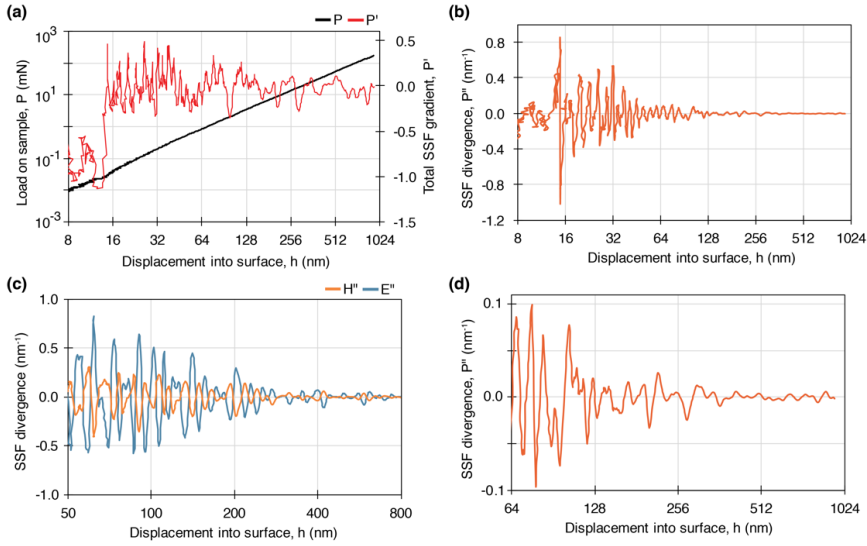 (a)
P P'
10³
10¹
10⁻¹
10⁻³
Load on sample, P (mN)
0.5
0.0
-0.5
-1.0
-1.5
Total SSF gradient, P'
8 16 32 64 128 256 512 1024
Displacement into surface, h (nm)
(b)
1.2
0.8
0.4
0.0
-0.4
-0.8
-1.2
SSF divergence, P" (nm⁻¹)
8 16 32 64 128 256 512 1024
Displacement into surface, h (nm)
(c)
H" E"
1.0
0.5
0.0
-0.5
-1.0
SSF divergence (nm⁻¹)
50 100 200 400 800
Displacement into surface, h (nm)
(d)
0.1
0.0
-0.1
SSF divergence, P" (nm⁻¹)
64 128 256 512 1024
Displacement into surface, h (nm)